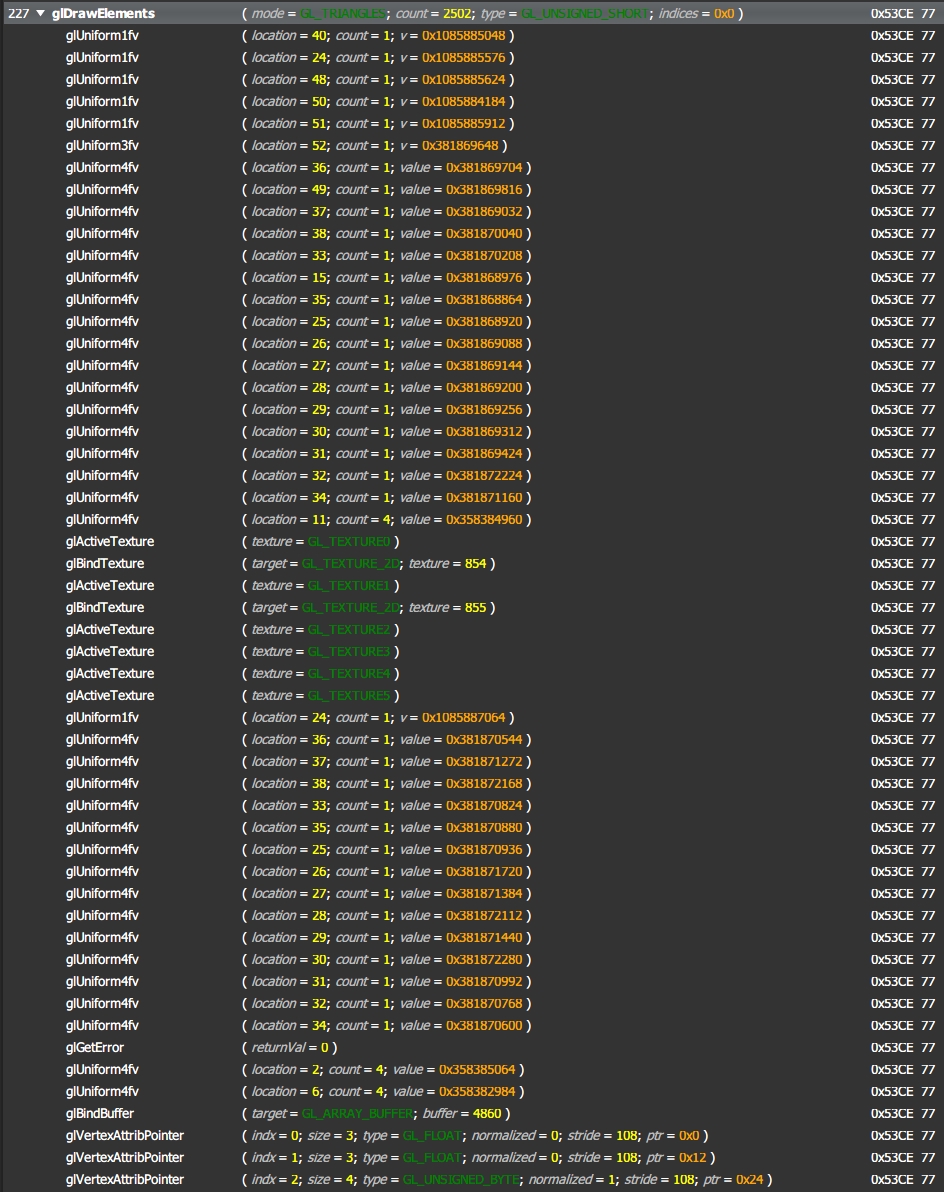 227 ▼ glDrawElements ( mode = GL_TRIANGLES; count = 2502; type = GL_UNSIGNED_SHORT; indices = 0x0 ) 0x53CE 77
glUniform1fv ( location = 40; count = 1; v = 0x1085885048 ) 0x53CE 77
glUniform1fv ( location = 24; count = 1; v = 0x1085885576 ) 0x53CE 77
glUniform1fv ( location = 48; count = 1; v = 0x1085885624 ) 0x53CE 77
glUniform1fv ( location = 50; count = 1; v = 0x1085884184 ) 0x53CE 77
glUniform1fv ( location = 51; count = 1; v = 0x1085885912 ) 0x53CE 77
glUniform3fv ( location = 52; count = 1; v = 0x381869648 ) 0x53CE 77
glUniform4fv ( location = 36; count = 1; value = 0x381869704 ) 0x53CE 77
glUniform4fv ( location = 49; count = 1; value = 0x381869816 ) 0x53CE 77
glUniform4fv ( location = 37; count = 1; value = 0x381869032 ) 0x53CE 77
glUniform4fv ( location = 38; count = 1; value = 0x381870040 ) 0x53CE 77
glUniform4fv ( location = 33; count = 1; value = 0x381870208 ) 0x53CE 77
glUniform4fv ( location = 15; count = 1; value = 0x381868976 ) 0x53CE 77
glUniform4fv ( location = 35; count = 1; value = 0x381868864 ) 0x53CE 77
glUniform4fv ( location = 25; count = 1; value = 0x381868920 ) 0x53CE 77
glUniform4fv ( location = 26; count = 1; value = 0x381869088 ) 0x53CE 77
glUniform4fv ( location = 27; count = 1; value = 0x381869144 ) 0x53CE 77
glUniform4fv ( location = 28; count = 1; value = 0x381869200 ) 0x53CE 77
glUniform4fv ( location = 29; count = 1; value = 0x381869256 ) 0x53CE 77
glUniform4fv ( location = 30; count = 1; value = 0x381869312 ) 0x53CE 77
glUniform4fv ( location = 31; count = 1; value = 0x381869424 ) 0x53CE 77
glUniform4fv ( location = 32; count = 1; value = 0x381872224 ) 0x53CE 77
glUniform4fv ( location = 34; count = 1; value = 0x381871160 ) 0x53CE 77
glUniform4fv ( location = 11; count = 4; value = 0x358384960 ) 0x53CE 77
glActiveTexture ( texture = GL_TEXTURE0 ) 0x53CE 77
glBindTexture ( target = GL_TEXTURE_2D; texture = 854 ) 0x53CE 77
glActiveTexture ( texture = GL_TEXTURE1 ) 0x53CE 77
glBindTexture ( target = GL_TEXTURE_2D; texture = 855 ) 0x53CE 77
glActiveTexture ( texture = GL_TEXTURE2 ) 0x53CE 77
glActiveTexture ( texture = GL_TEXTURE3 ) 0x53CE 77
glActiveTexture ( texture = GL_TEXTURE4 ) 0x53CE 77
glActiveTexture ( texture = GL_TEXTURE5 ) 0x53CE 77
glUniform1fv ( location = 24; count = 1; v = 0x1085887064 ) 0x53CE 77
glUniform4fv ( location = 36; count = 1; value = 0x381870544 ) 0x53CE 77
glUniform4fv ( location = 37; count = 1; value = 0x381871272 ) 0x53CE 77
glUniform4fv ( location = 38; count = 1; value = 0x381872168 ) 0x53CE 77
glUniform4fv ( location = 33; count = 1; value = 0x381870824 ) 0x53CE 77
glUniform4fv ( location = 35; count = 1; value = 0x381870880 ) 0x53CE 77
glUniform4fv ( location = 25; count = 1; value = 0x381870936 ) 0x53CE 77
glUniform4fv ( location = 26; count = 1; value = 0x381871720 ) 0x53CE 77
glUniform4fv ( location = 27; count = 1; value = 0x381871384 ) 0x53CE 77
glUniform4fv ( location = 28; count = 1; value = 0x381872112 ) 0x53CE 77
glUniform4fv ( location = 29; count = 1; value = 0x381871440 ) 0x53CE 77
glUniform4fv ( location = 30; count = 1; value = 0x381872280 ) 0x53CE 77
glUniform4fv ( location = 31; count = 1; value = 0x381870992 ) 0x53CE 77
glUniform4fv ( location = 32; count = 1; value = 0x381870768 ) 0x53CE 77
glUniform4fv ( location = 34; count = 1; value = 0x381870600 ) 0x53CE 77
glGetError ( returnVal = 0 ) 0x53CE 77
glUniform4fv ( location = 2; count = 4; value = 0x358385064 ) 0x53CE 77
glUniform4fv ( location = 6; count = 4; value = 0x358382984 ) 0x53CE 77
glBindBuffer ( target = GL_ARRAY_BUFFER; buffer = 4860 ) 0x53CE 77
glVertexAttribPointer ( indx = 0; size = 3; type = GL_FLOAT; normalized = 0; stride = 108; ptr = 0x0 ) 0x53CE 77
glVertexAttribPointer ( indx = 1; size = 3; type = GL_FLOAT; normalized = 0; stride = 108; ptr = 0x12 ) 0x53CE 77
glVertexAttribPointer ( indx = 2; size = 4; type = GL_UNSIGNED_BYTE; normalized = 1; stride = 108; ptr = 0x24 ) 0x53CE 77